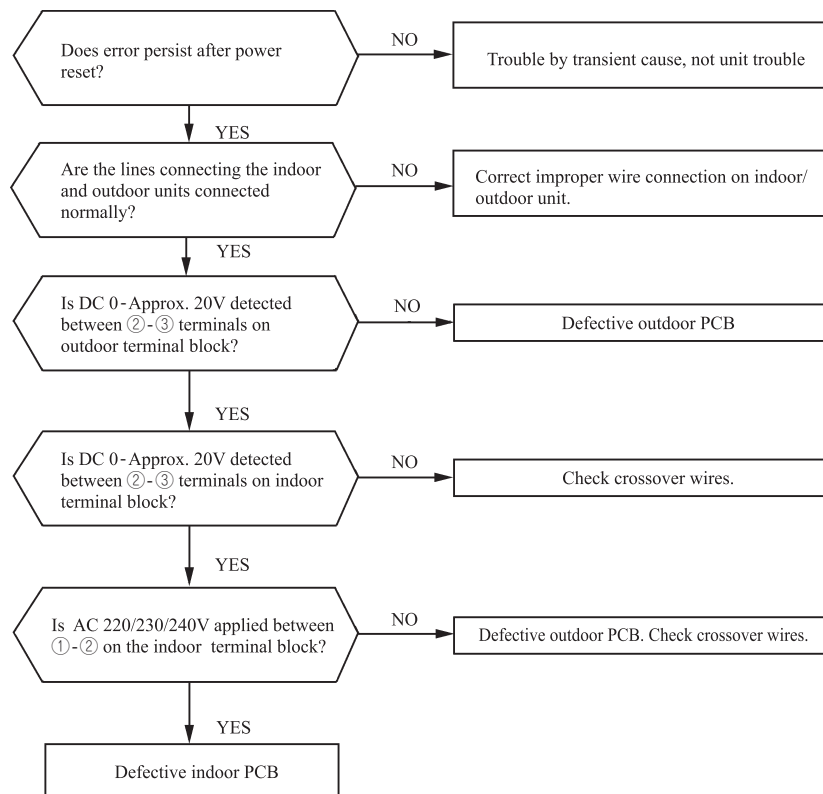 Does error persist after power
reset?
NO
Trouble by transient cause, not unit trouble
YES
Are the lines connecting the indoor
and outdoor units connected
normally?
NO
Correct improper wire connection on indoor/
outdoor unit.
YES
Is DC 0-Approx. 20V detected
between ②-③ terminals on
outdoor terminal block?
NO
Defective outdoor PCB
YES
Is DC 0-Approx. 20V detected
between ②-③ terminals on indoor
terminal block?
NO
Check crossover wires.
YES
Is AC 220/230/240V applied between
①-② on the indoor terminal block?
NO
Defective outdoor PCB. Check crossover wires.
YES
Defective indoor PCB